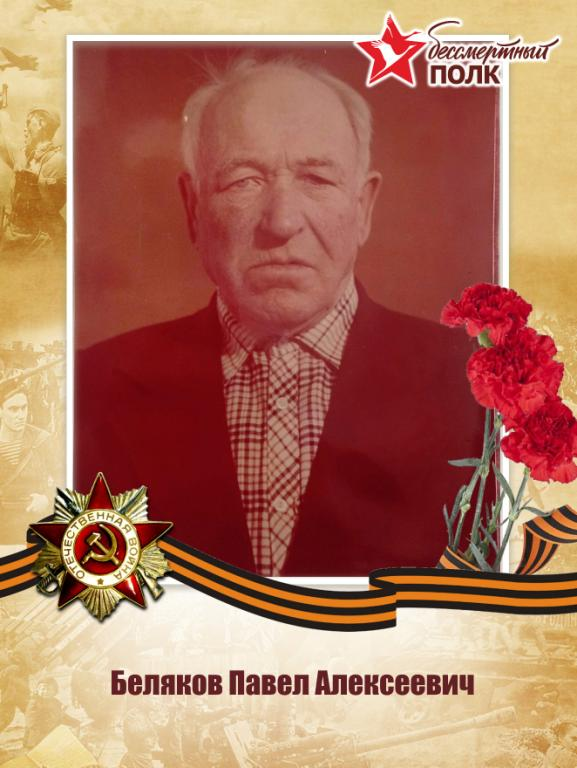 бессмертный
ПОЛК
ОТЕЧЕСТВЕННАЯ ВОЙНА
Беляков Павел Алексеевич